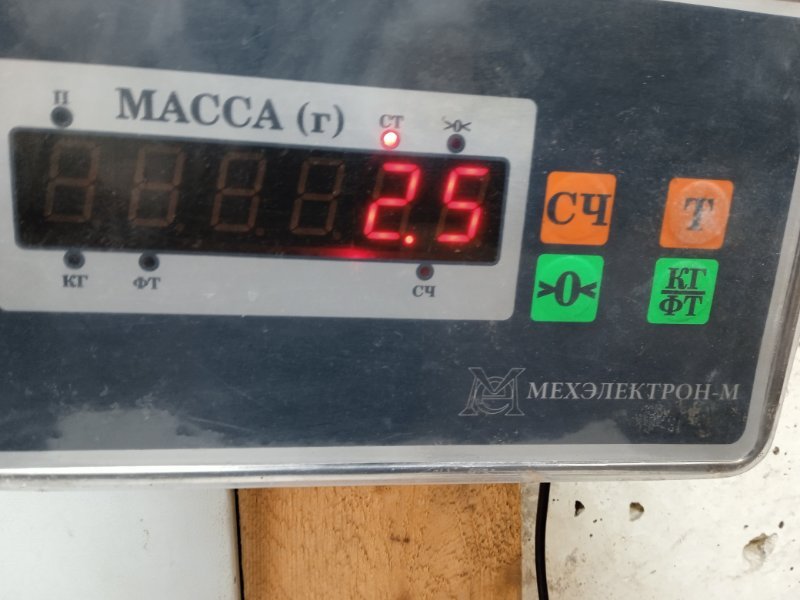 П МАССА (г) СТ >0<
2.5
КГ ФТ СЧ
СЧ Т
>0< КГ/ФТ
МЕХЭЛЕКТРОН-М